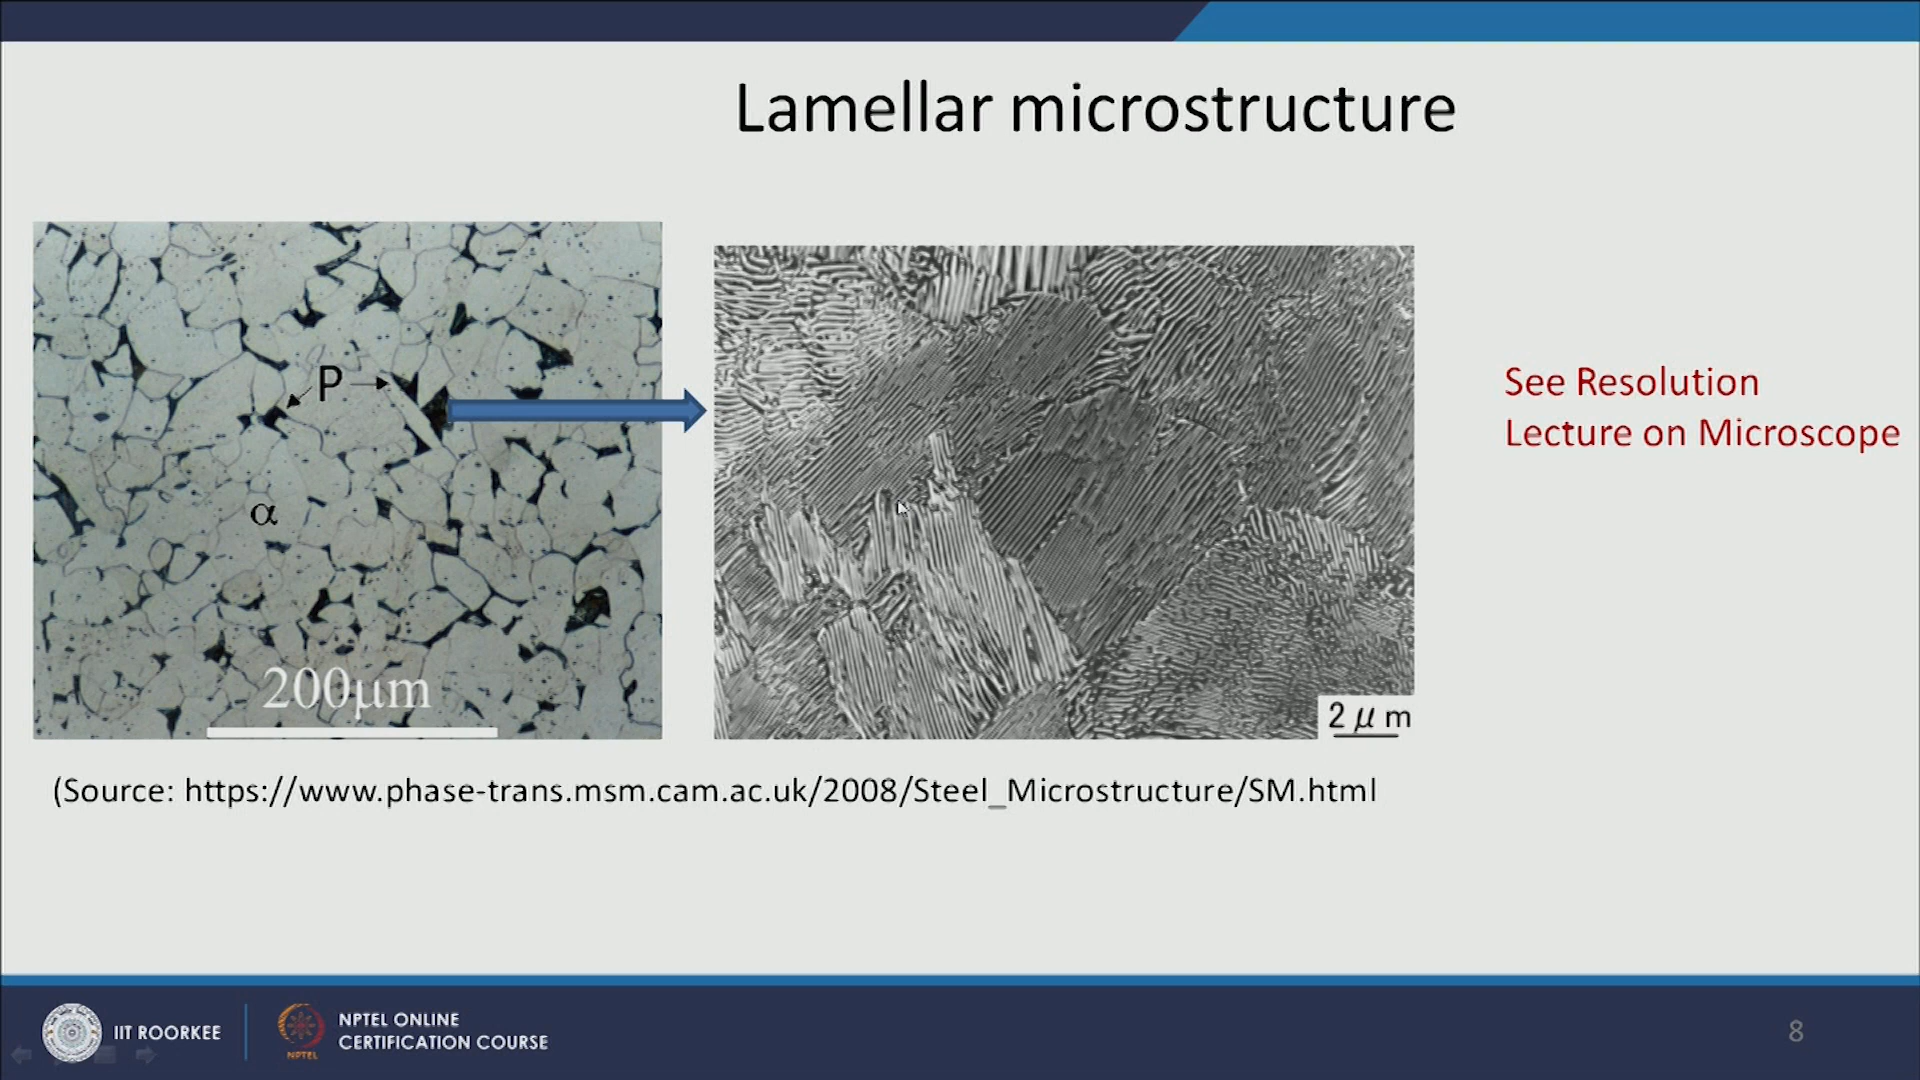 Lamellar microstructure
P
α
200μm
2 μ m
See Resolution
Lecture on Microscope
(Source: https://www.phase-trans.msm.cam.ac.uk/2008/Steel_Microstructure/SM.html
IIT ROORKEE
NPTEL
NPTEL ONLINE
CERTIFICATION COURSE
8